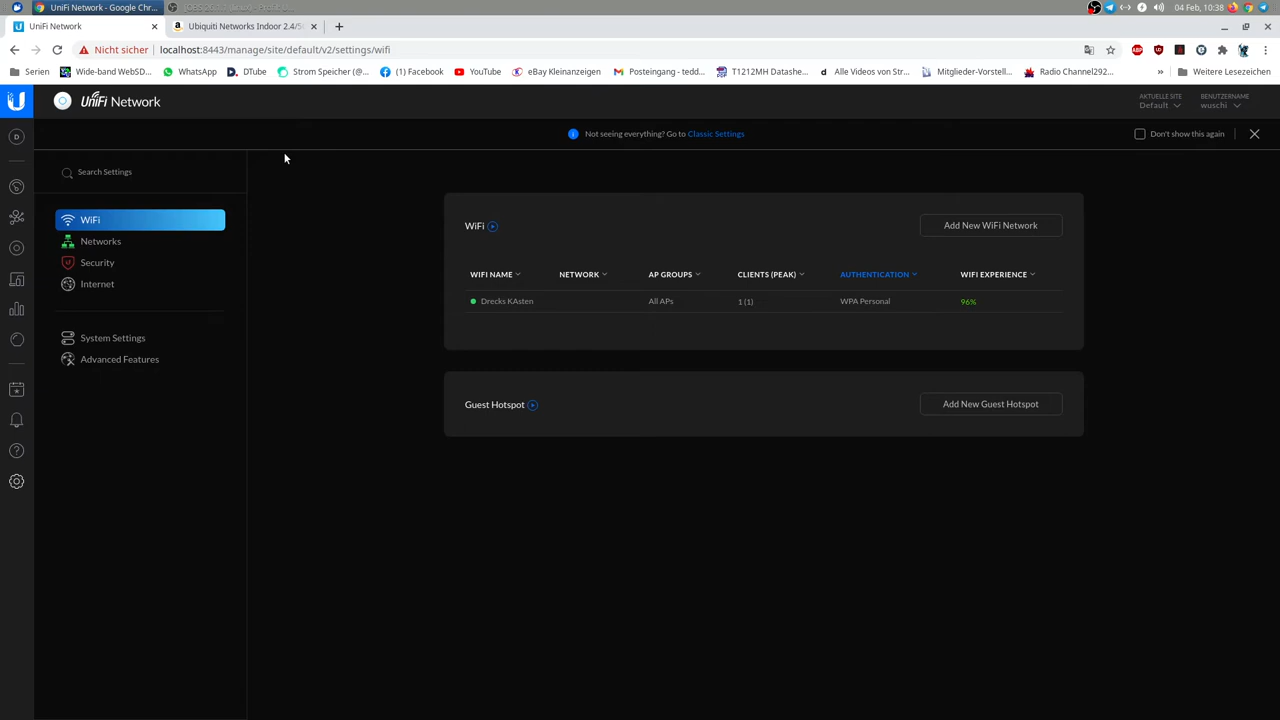 UniFi Network - Google Chr...
04 Feb, 10:38
UniFi Network
Ubiquiti Networks Indoor 2.4/5
Nicht sicher
localhost:8443/manage/site/default/v2/settings/wifi
Serien
Wide-band WebSD...
WhatsApp
DTube
Strom Speicher (@...
(1) Facebook
YouTube
eBay Kleinanzeigen
Posteingang - tedd...
T1212MH Datashe...
Alle Videos von Str...
Mitglieder-Vorstell...
Radio Channel292...
»
Weitere Lesezeichen
UniFi Network
AKTUELLE SITE
Default
BENUTZERNAME
wuschi
Not seeing everything? Go to Classic Settings
Don't show this again
Search Settings
WiFi
Networks
Security
Internet
System Settings
Advanced Features
WiFi
Add New WiFi Network
WIFI NAME NETWORK AP GROUPS CLIENTS (PEAK) AUTHENTICATION WIFI EXPERIENCE
Drecks KAsten All APs 1 (1) WPA Personal 96%
Guest Hotspot
Add New Guest Hotspot